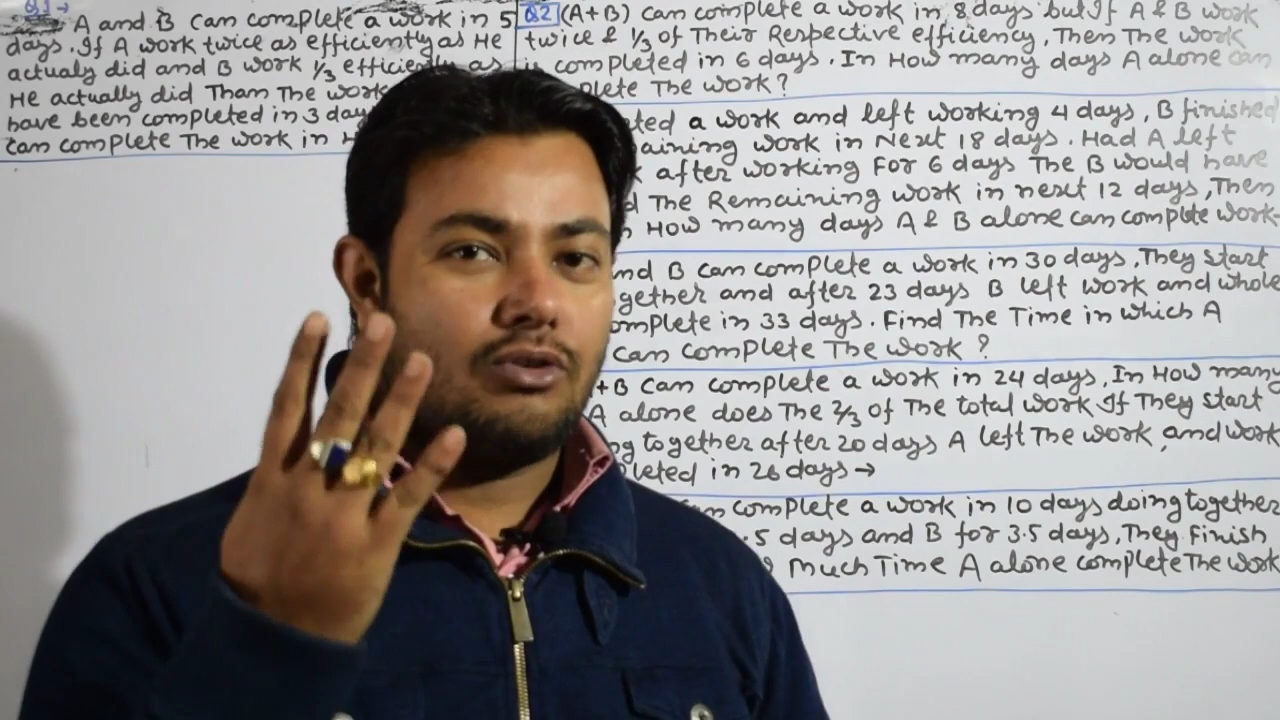 Q1→
A and B Can complete a work in 5
days. If A work twice as efficiently as He
actualy did and B work 1/3 efficiently as
He actually did Tham The work
have been completed in 3 day
can complete The work in
Q2 (A+B) can complete a work in 8 days but If A & B work
twice & 1/3 of Their Respective efficiency, Then The work
is completed in 6 days. In How many days A alone can
plete The work?
ted a work and left working 4 days, B finished
aining work in Next 18 days. Had A left
after working For 6 days The B would have
d The Remaining work in next 12 days, Then
How many days A & B alone can complete work
nd B can complete a work in 30 days, They start
gether and after 23 days B left work and whole
omplete in 33 days. Find The Time in which A
can complete The work?
+B Can complete a work in 24 days, In How many
A alone does The 2/3 of The total work If They start
ng together after 20 days A left The work, and work
pleted in 26 days→
complete a work in 10 days doing together
.5 days and B for 3.5 days, They Finish
Much Time A alone complete The work